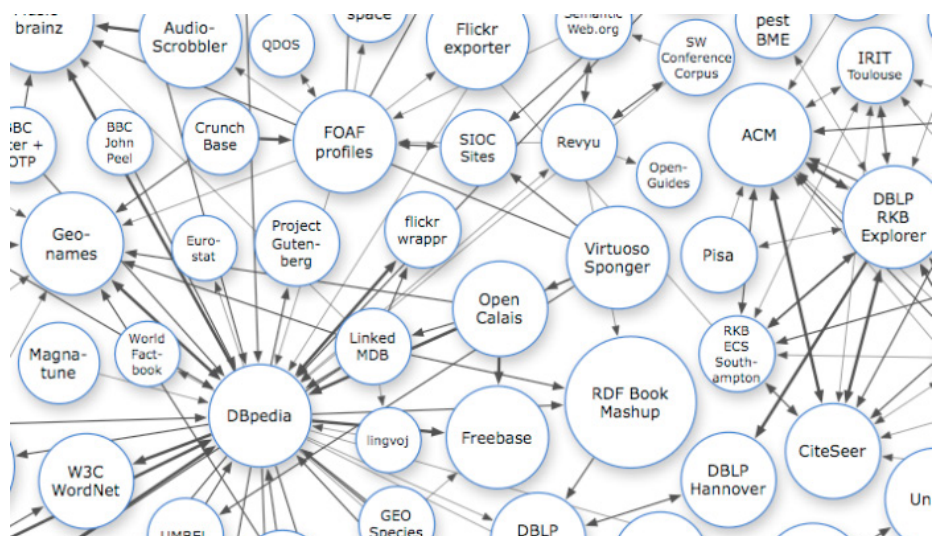 brainz
Audio-
Scrobbler
QDOS
space
Flickr
exporter
Semantic
Web.org
SW
Conference
Corpus
pest
BME
IRIT
Toulouse
BBC
John
Peel
Crunch
Base
FOAF
profiles
SIOC
Sites
Revyu
Open-
Guides
ACM
DBLP
RKB
Explorer
Geo-
names
Euro-
stat
Project
Guten-
berg
flickr
wrappr
Virtuoso
Sponger
Pisa
Open
Calais
Magna-
tune
World
Fact-
book
Linked
MDB
RKB
ECS
South-
ampton
DBpedia
lingvoj
Freebase
RDF Book
Mashup
CiteSeer
W3C
WordNet
DBLP
Hannover
GEO
Species
UMBEL
DBLP
Un